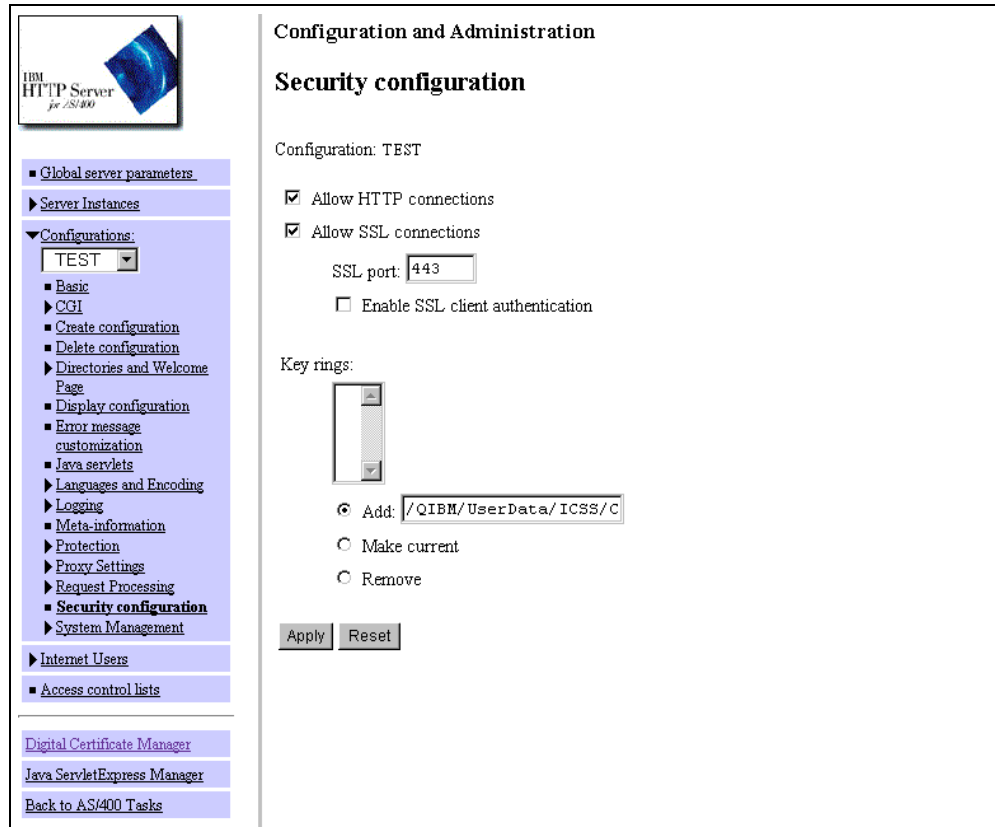 IBM
HTTP Server
for AS/400
Global server parameters
Server Instances
Configurations:
TEST
Basic
CGI
Create configuration
Delete configuration
Directories and Welcome
Page
Display configuration
Error message
customization
Java servlets
Languages and Encoding
Logging
Meta-information
Protection
Proxy Settings
Request Processing
Security configuration
System Management
Internet Users
Access control lists
Digital Certificate Manager
Java ServletExpress Manager
Back to AS/400 Tasks
Configuration and Administration
Security configuration
Configuration: TEST
Allow HTTP connections
Allow SSL connections
SSL port: 443
Enable SSL client authentication
Key rings:
Add: /QIBM/UserData/ICSS/C
Make current
Remove
Apply Reset